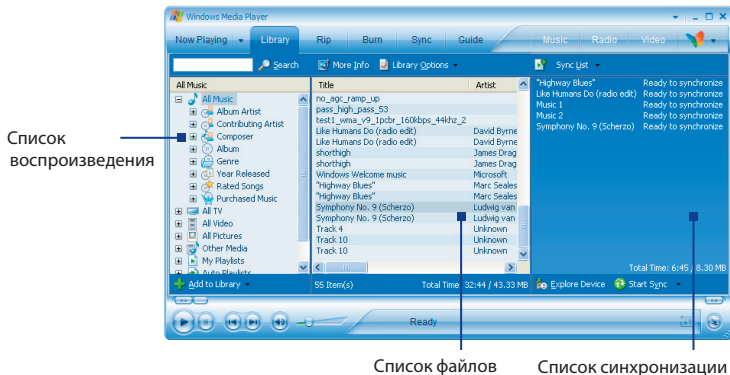 Windows Media Player
Now Playing Library Rip Burn Sync Guide Music Radio Video
Search More Info Library Options Sync List
All Music
All Music
Album Artist
Contributing Artist
Composer
Album
Genre
Year Released
Rated Songs
Purchased Music
All TV
All Video
All Pictures
Other Media
My Playlists
Auto Playlists
Add to Library
Title Artist
no_agc_ramp_up
pass_high_pass_53
test1_wma_v9_1pcbr_160kbps_44khz_2
Like Humans Do (radio edit) David Byrne
Like Humans Do (radio edit) David Byrne
shorthigh James Drag
shorthigh James Drag
Windows Welcome music Microsoft
"Highway Blues" Marc Seales
"Highway Blues" Marc Seales
Symphony No. 9 (Scherzo) Ludwig van
Symphony No. 9 (Scherzo) Ludwig van
Track 4 Unknown
Track 10 Unknown
Track 10 Unknown
55 Item(s) Total Time: 32:44 / 43.33 MB
"Highway Blues" Ready to synchronize
Like Humans Do (radio edit) Ready to synchronize
Music 1 Ready to synchronize
Music 2 Ready to synchronize
Symphony No. 9 (Scherzo) Ready to synchronize
Total Time: 6:45 / 8.30 MB
Explore Device Start Sync
Ready
Список
воспроизведения
Список файлов
Список синхронизации